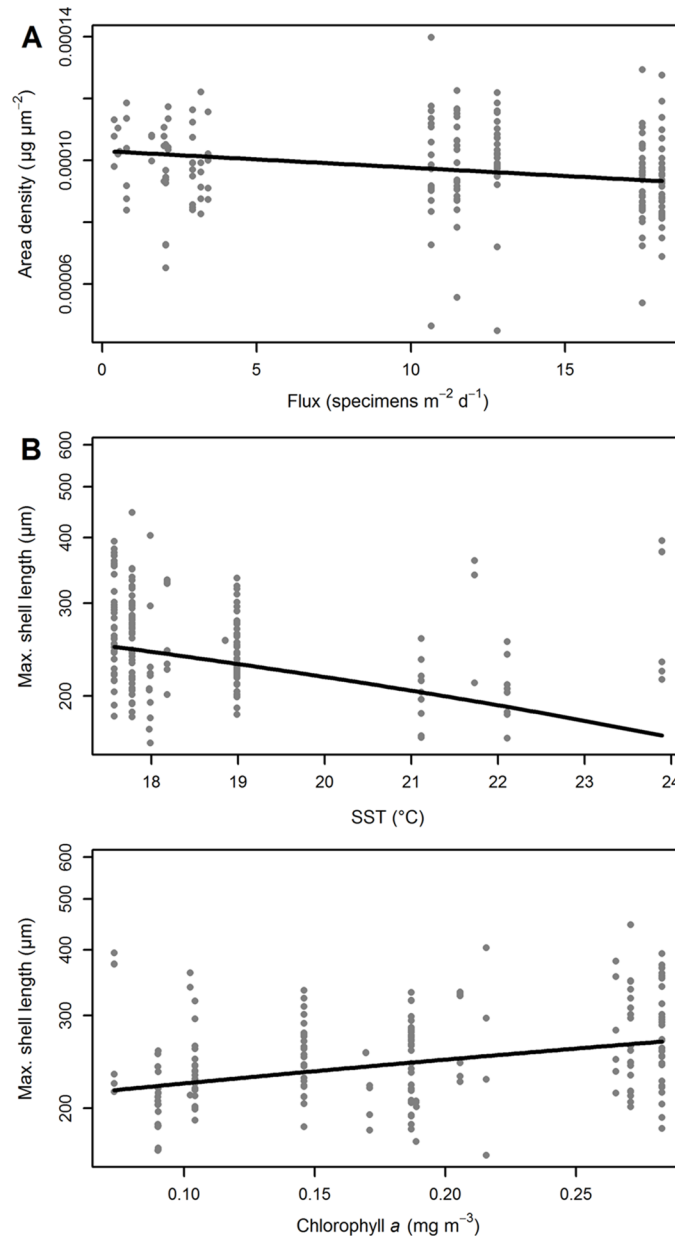 A
Area density (µg µm⁻²)
0.00014
0.00010
0.00006
0 5 10 15
Flux (specimens m⁻² d⁻¹)
B
Max. shell length (µm)
600
500
400
300
200
18 19 20 21 22 23 24
SST (°C)
Max. shell length (µm)
600
500
400
300
200
0.10 0.15 0.20 0.25
Chlorophyll a (mg m⁻³)